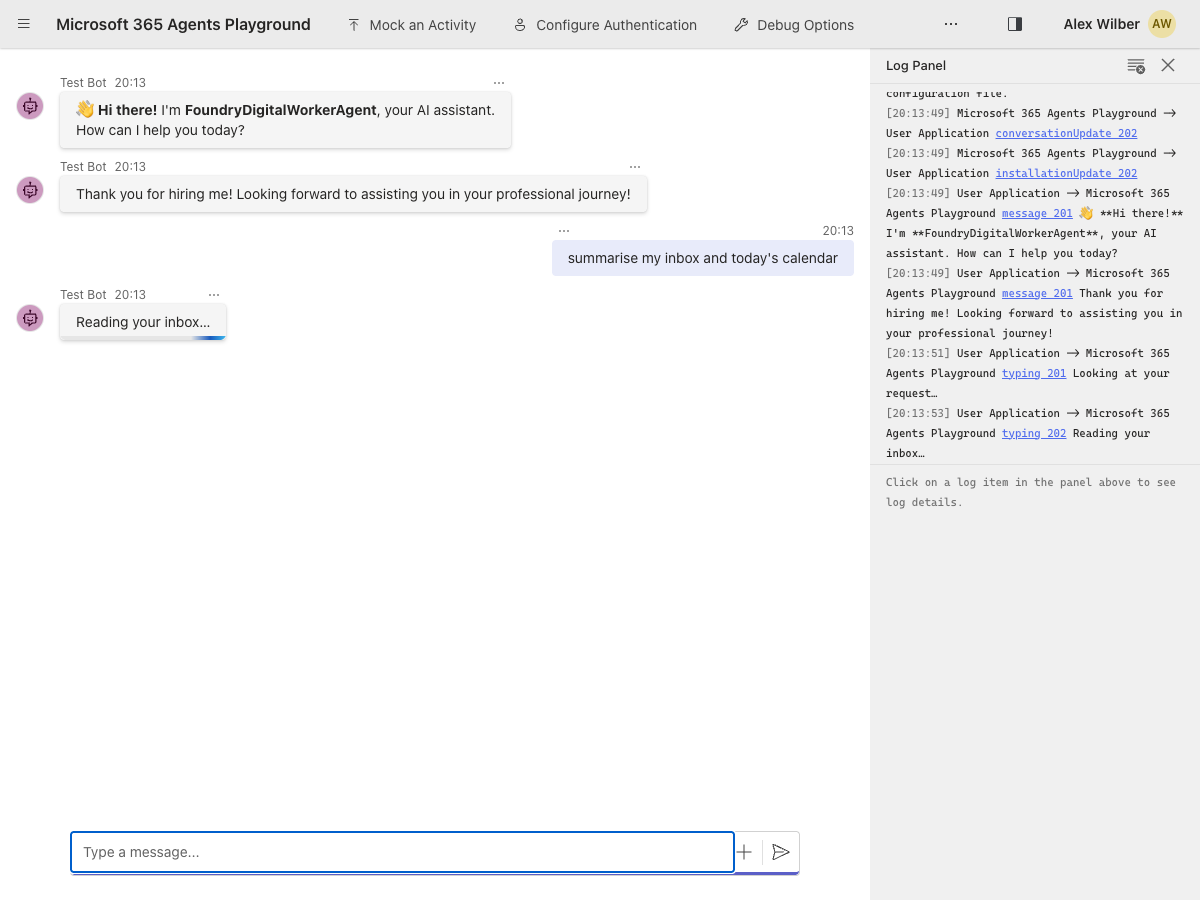 Microsoft 365 Agents Playground
Mock an Activity
Configure Authentication
Debug Options
Alex Wilber
AW
Test Bot 20:13
👋 Hi there! I'm FoundryDigitalWorkerAgent, your AI assistant.
How can I help you today?
Test Bot 20:13
Thank you for hiring me! Looking forward to assisting you in your professional journey!
20:13
summarise my inbox and today's calendar
Test Bot 20:13
Reading your inbox...
Type a message...
Log Panel
configuration file.
[20:13:49] Microsoft 365 Agents Playground →
User Application conversationUpdate 202
[20:13:49] Microsoft 365 Agents Playground →
User Application installationUpdate 202
[20:13:49] User Application → Microsoft 365
Agents Playground message 201 👋 **Hi there!**
I'm **FoundryDigitalWorkerAgent**, your AI
assistant. How can I help you today?
[20:13:49] User Application → Microsoft 365
Agents Playground message 201 Thank you for
hiring me! Looking forward to assisting you in
your professional journey!
[20:13:51] User Application → Microsoft 365
Agents Playground typing 201 Looking at your
request…
[20:13:53] User Application → Microsoft 365
Agents Playground typing 202 Reading your
inbox…
Click on a log item in the panel above to see
log details.